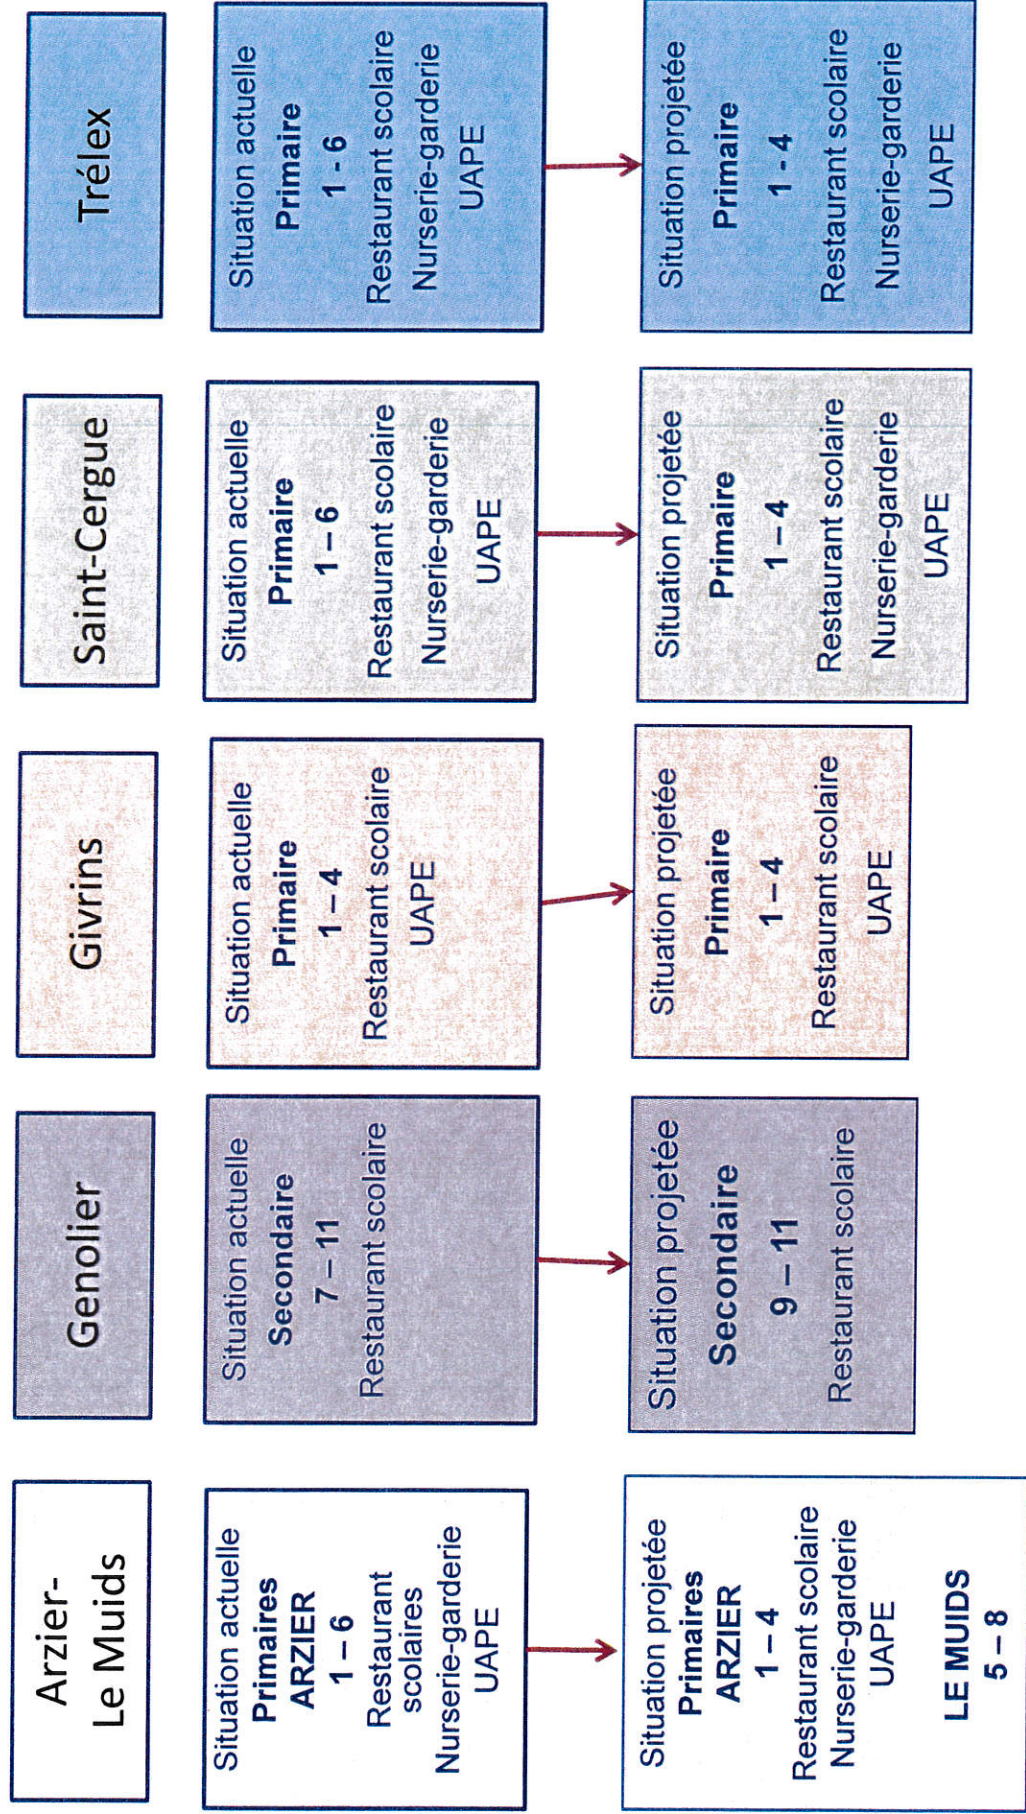 Arzier-
Le Muids
Situation actuelle
Primaires
ARZIER
1 – 6
Restaurant
scolaires
Nurserie-garderie
UAPE
Situation projetée
Primaires
ARZIER
1 – 4
Restaurant scolaire
Nurserie-garderie
UAPE
LE MUIDS
5 – 8
Genolier
Situation actuelle
Secondaire
7 – 11
Restaurant scolaire
Situation projetée
Secondaire
9 – 11
Restaurant scolaire
Givrins
Situation actuelle
Primaire
1 – 4
Restaurant scolaire
UAPE
Situation projetée
Primaire
1 – 4
Restaurant scolaire
UAPE
Saint-Cergue
Situation actuelle
Primaire
1 – 6
Restaurant scolaire
Nurserie-garderie
UAPE
Situation projetée
Primaire
1 – 4
Restaurant scolaire
Nurserie-garderie
UAPE
Trélex
Situation actuelle
Primaire
1 - 6
Restaurant scolaire
Nurserie-garderie
UAPE
Situation projetée
Primaire
1 - 4
Restaurant scolaire
Nurserie-garderie
UAPE